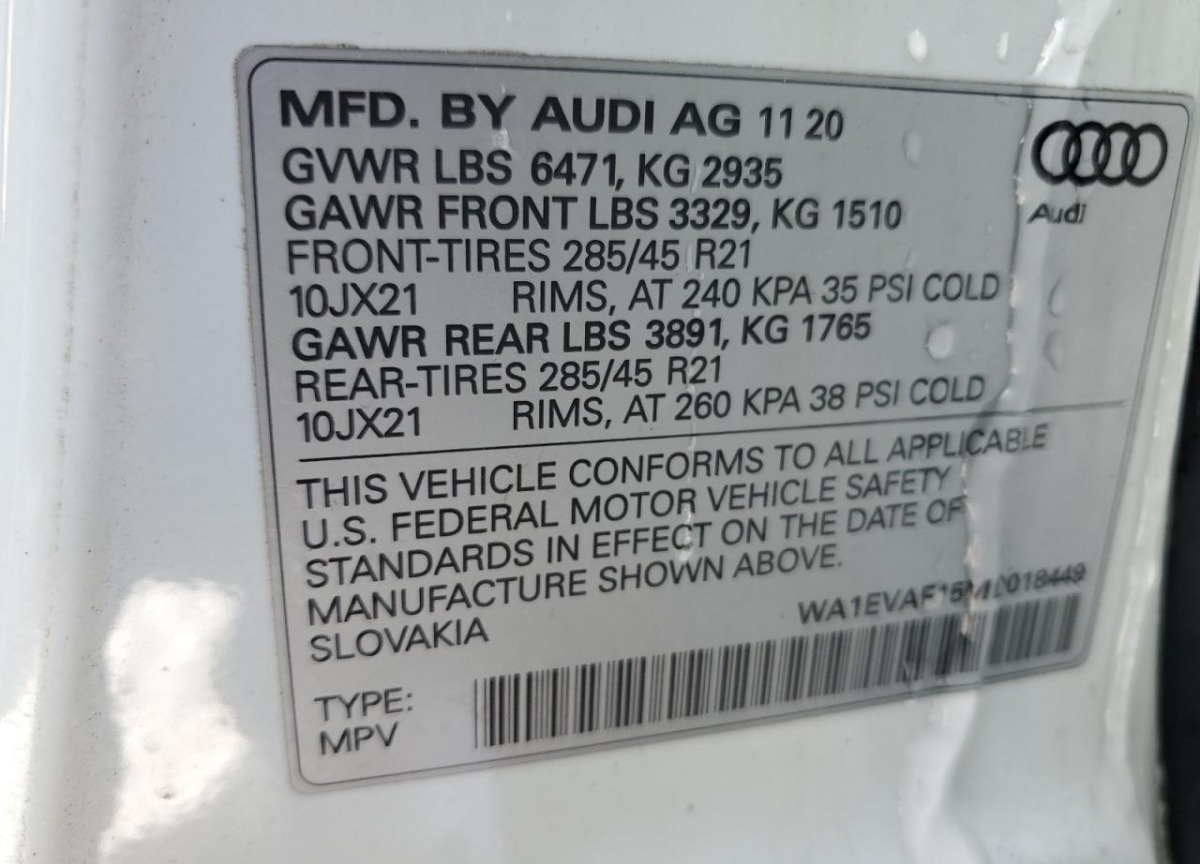 MFD. BY AUDI AG 11 20
GVWR LBS 6471, KG 2935
GAWR FRONT LBS 3329, KG 1510
FRONT-TIRES 285/45 R21
10JX21 RIMS, AT 240 KPA 35 PSI COLD
GAWR REAR LBS 3891, KG 1765
REAR-TIRES 285/45 R21
10JX21 RIMS, AT 260 KPA 38 PSI COLD
Audi
THIS VEHICLE CONFORMS TO ALL APPLICABLE
U.S. FEDERAL MOTOR VEHICLE SAFETY
STANDARDS IN EFFECT ON THE DATE OF
MANUFACTURE SHOWN ABOVE.
SLOVAKIA
WA1EVAF15MD018449
TYPE:
MPV